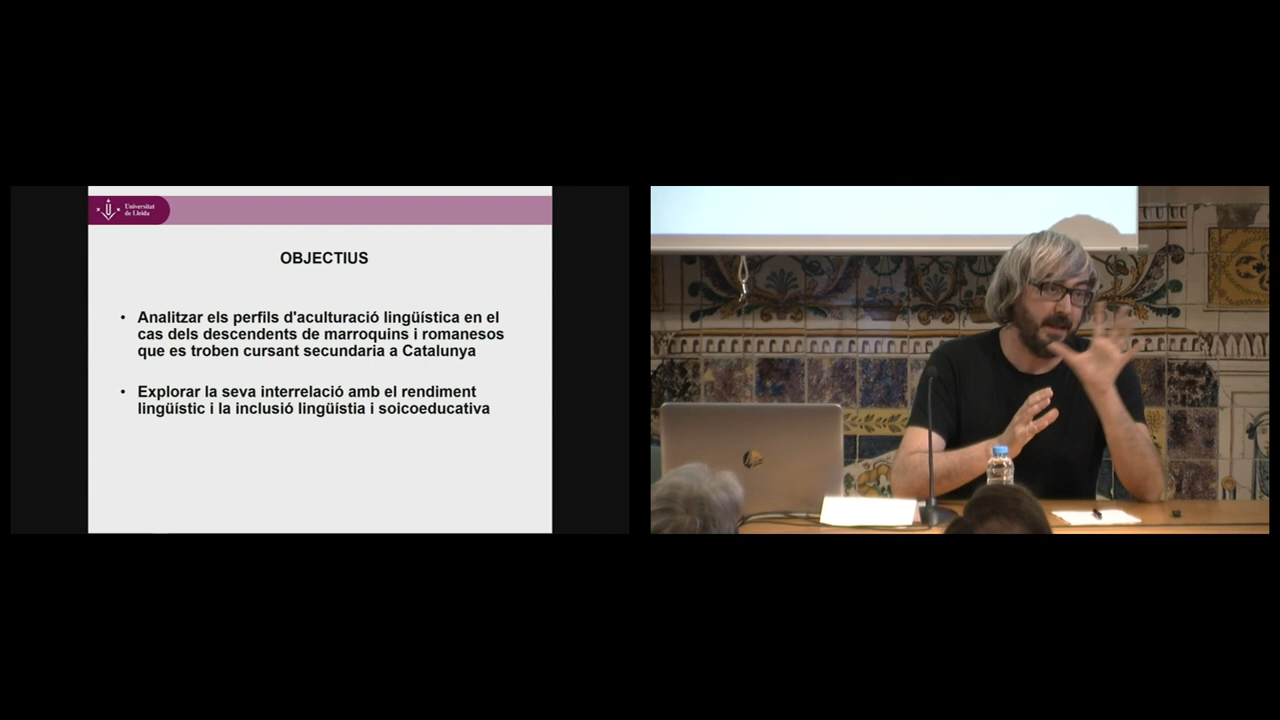 Universitat
de Lleida
OBJECTIUS
• Analitzar els perfils d'aculturació lingüística en el
cas dels descendents de marroquins i romanesos
que es troben cursant secundaria a Catalunya
• Explorar la seva interrelació amb el rendiment
lingüístic i la inclusió lingüístia i soicoeducativa